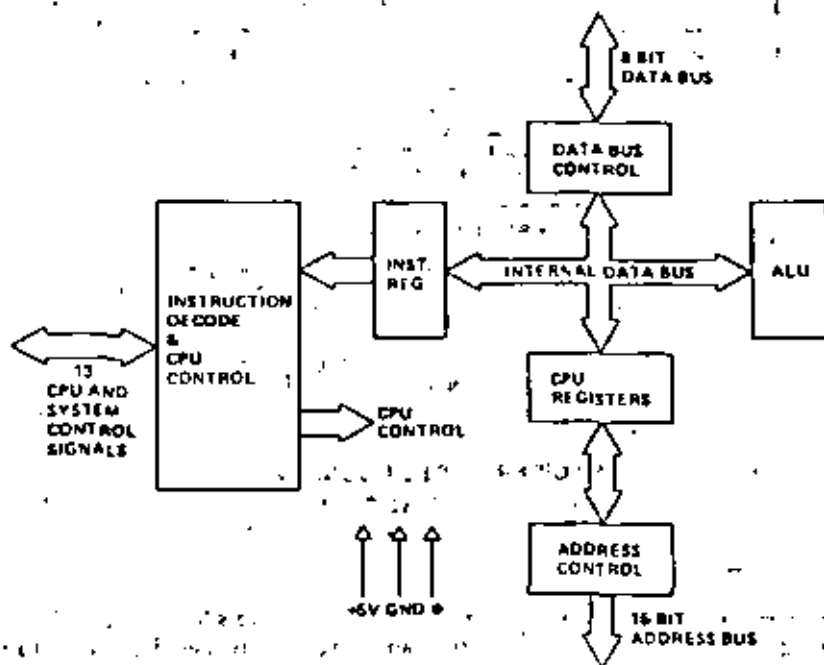 8 BIT
DATA BUS
DATA BUS
CONTROL
INST.
REG
INTERNAL DATA BUS
ALU
INSTRUCTION
DECODE
&
CPU
CONTROL
13
CPU AND
SYSTEM
CONTROL
SIGNALS
CPU
CONTROL
CPU
REGISTERS
ADDRESS
CONTROL
+5V GND Φ
16 BIT
ADDRESS BUS